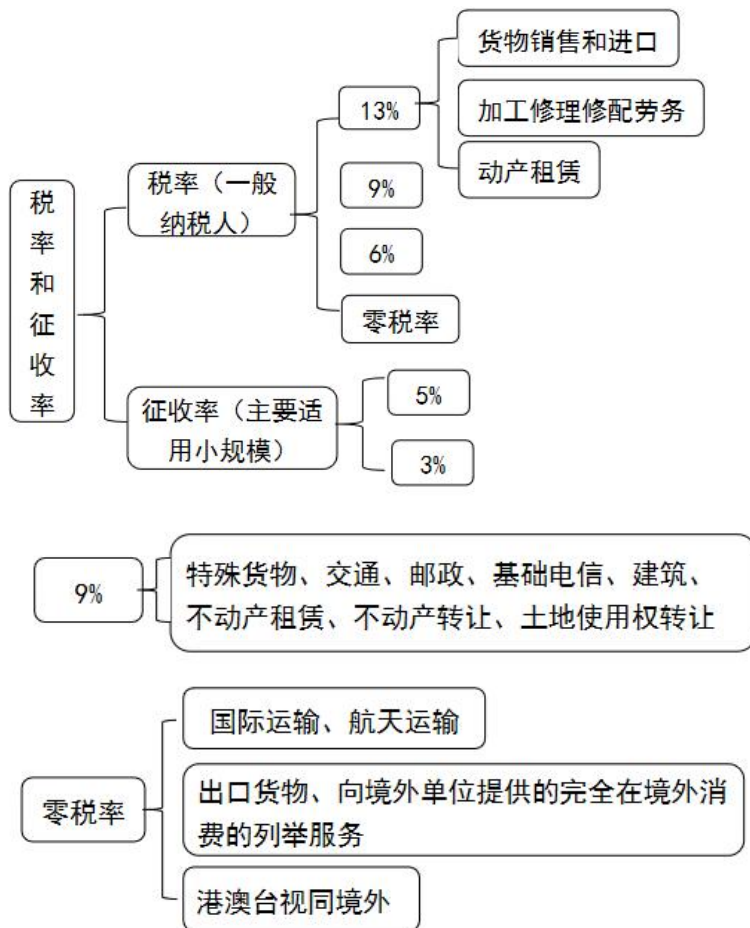 税率和征收率
税率（一般
纳税人）
13%
货物销售和进口
加工修理修配劳务
动产租赁
9%
6%
零税率
征收率（主要适
用小规模）
5%
3%
9%
特殊货物、交通、邮政、基础电信、建筑、
不动产租赁、不动产转让、土地使用权转让
零税率
国际运输、航天运输
出口货物、向境外单位提供的完全在境外消
费的列举服务
港澳台视同境外